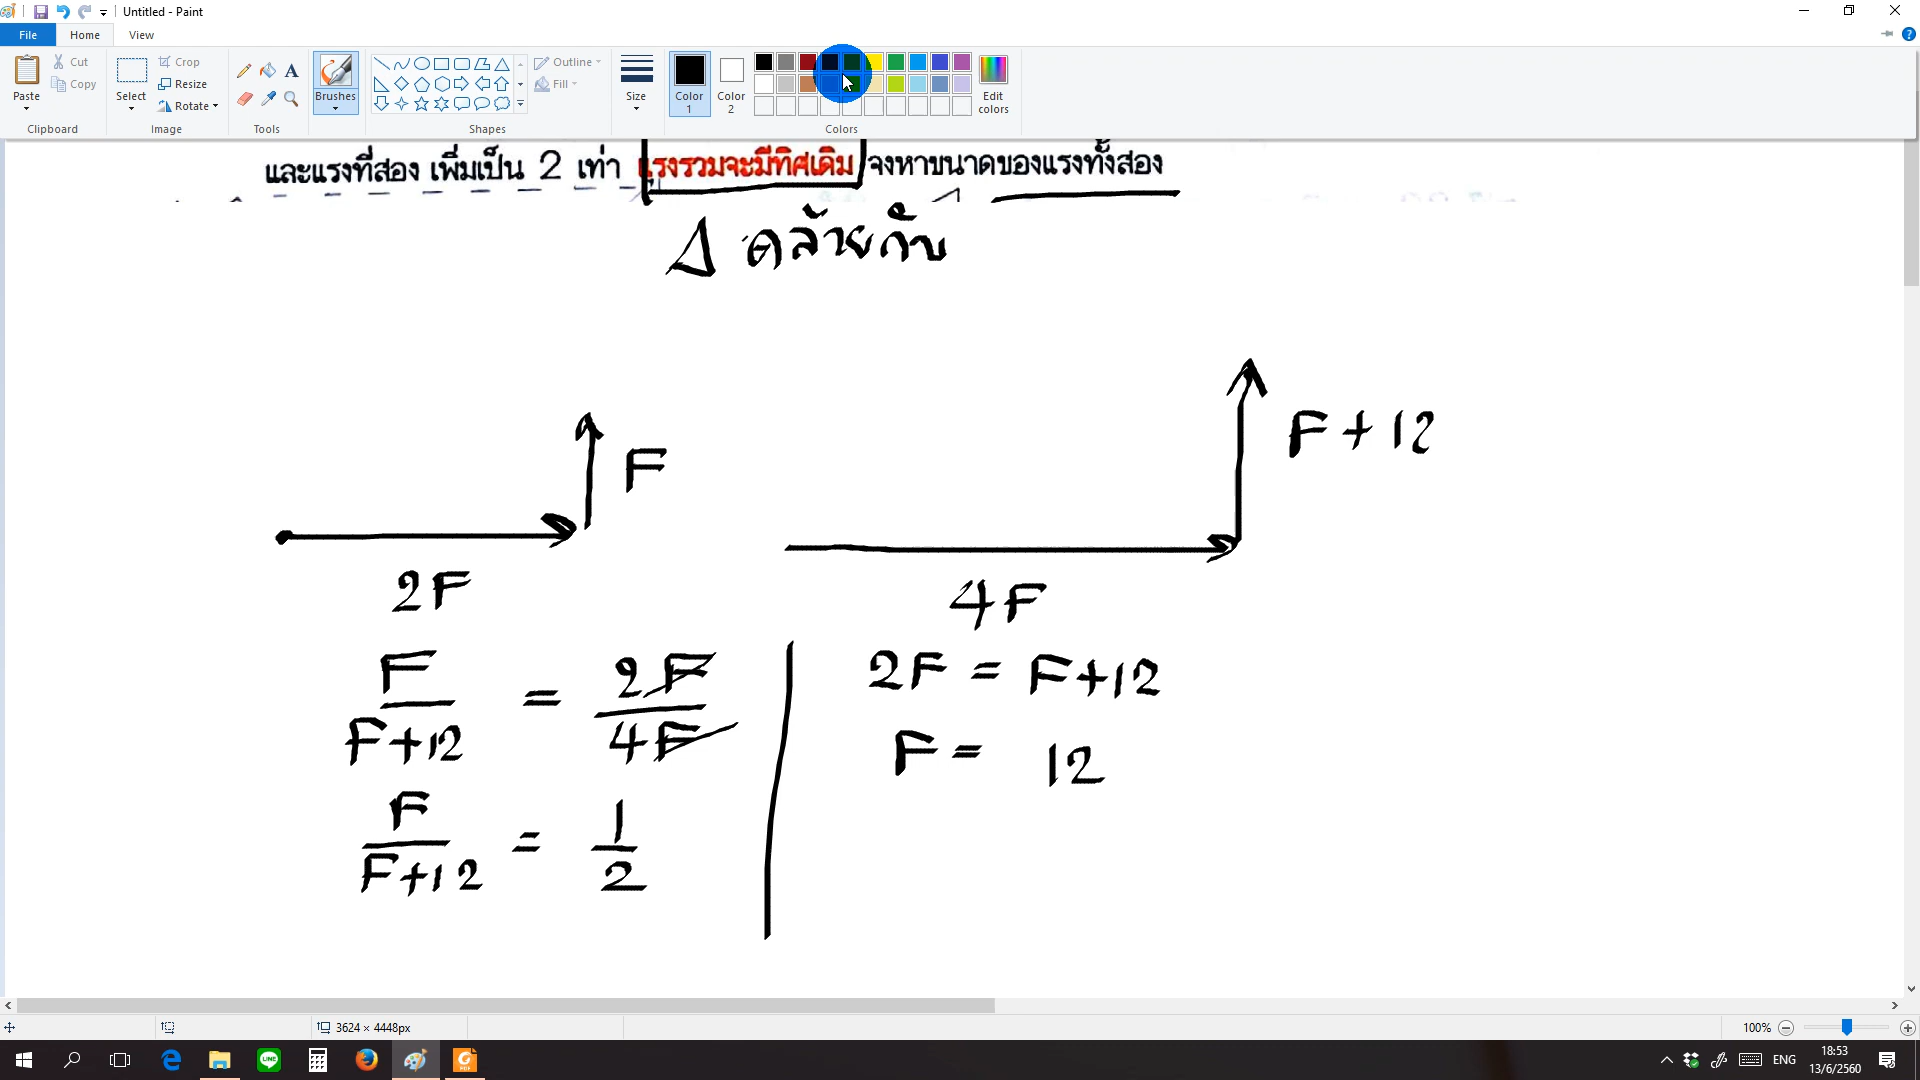 Untitled - Paint
File Home View
Paste
Cut
Copy
Clipboard
Select
Crop
Resize
Rotate
Image
Tools
Brushes
Shapes
Outline
Fill
Size
Color 1
Color 2
Edit colors
Colors
และแรงที่สอง เพิ่มเป็น 2 เท่า แรงรวมจะมีทิศเดิม จงหาขนาดของแรงทั้งสอง
Δ คล้ายกับ
F
F + 12
2F
4F
F / F+12 = 2F / 4F
2F = F+12
F = 12
F / F+12 = 1 / 2
3624 × 4448px
100%
ENG
18:53
13/6/2560